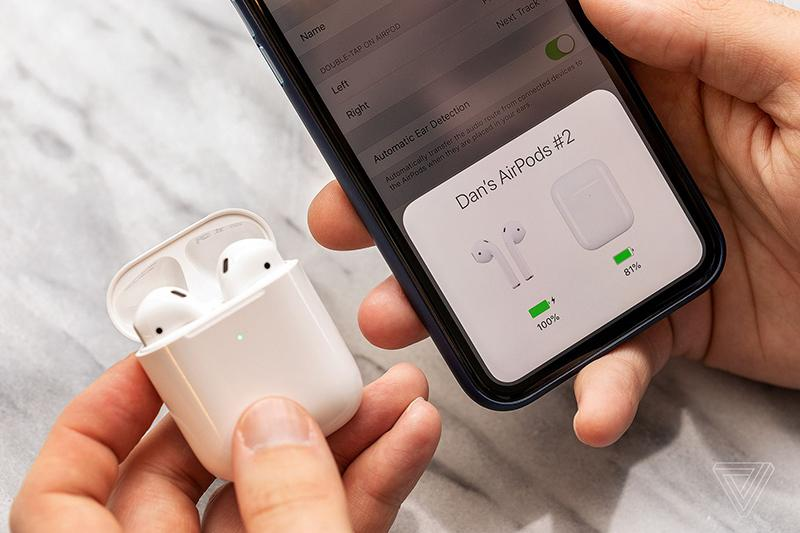 Name
DOUBLE-TAP ON AIRPOD
Left
Next Track
Right
Automatic Ear Detection
Automatically transfer the audio route from connected devices to
the AirPods when they are placed in your ears.
Dan's AirPods #2
100%
81%